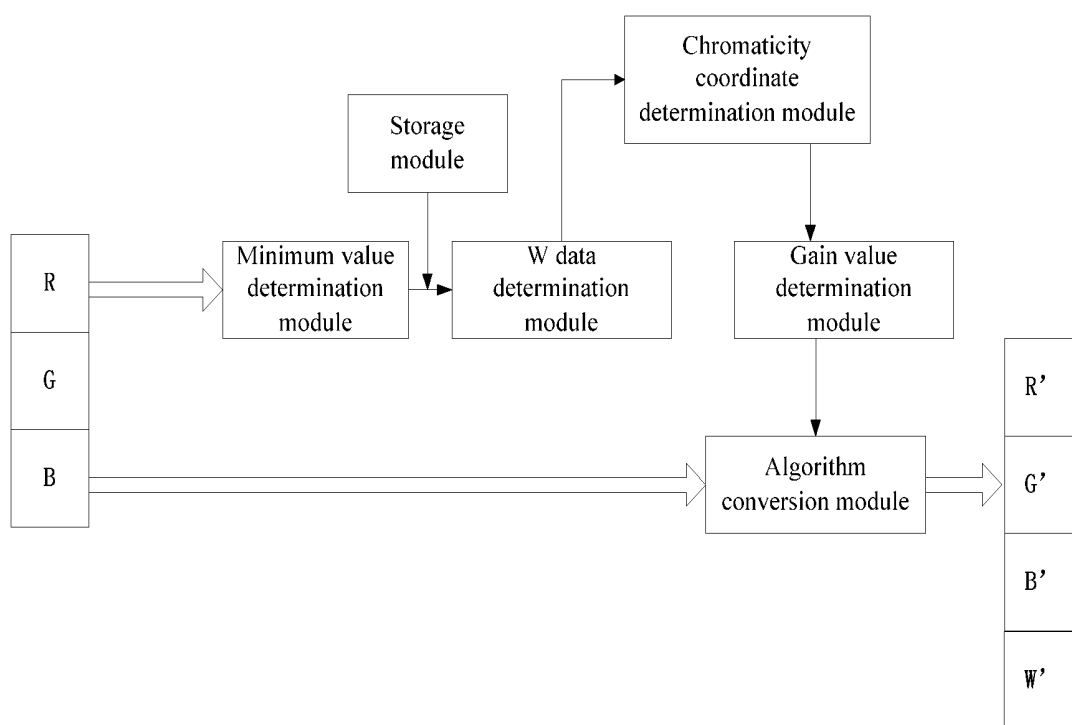 Chromaticity
coordinate
determination module
Storage
module
R
G
B
Minimum value
determination
module
W data
determination
module
Gain value
determination
module
Algorithm
conversion module
R’
G’
B’
W’